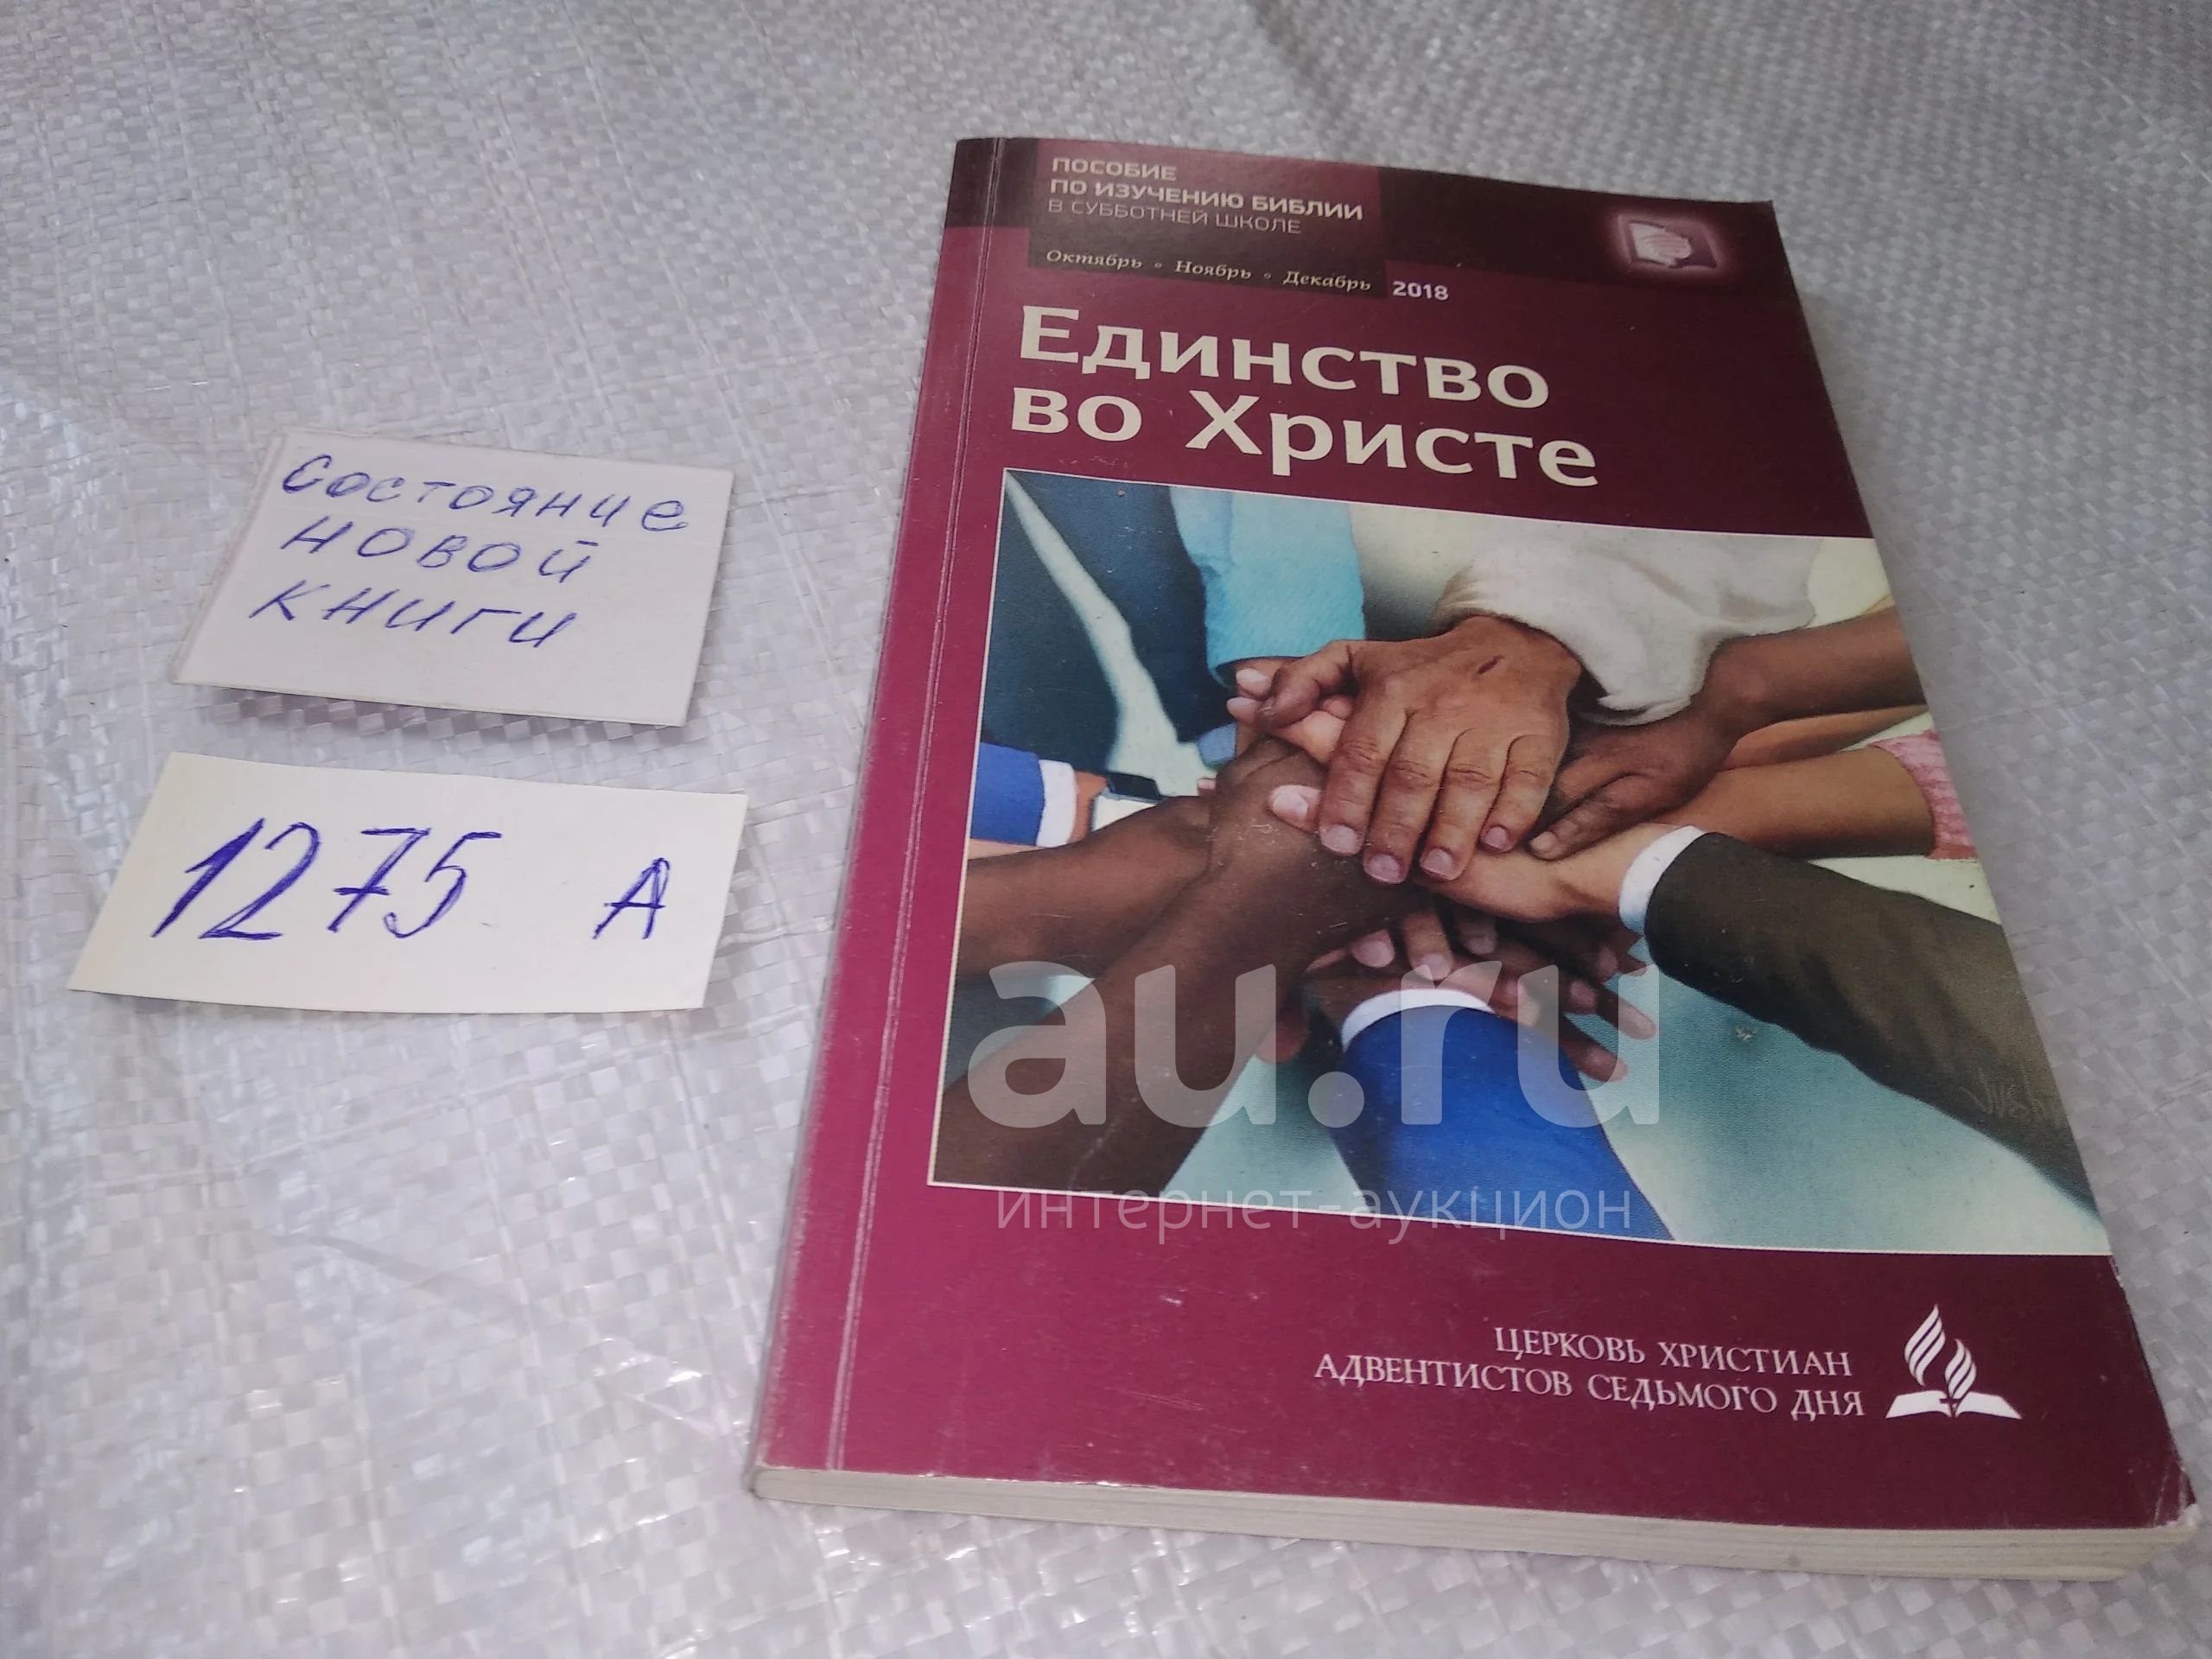 ПОСОБИЕ
ПО ИЗУЧЕНИЮ БИБЛИИ
В СУББОТНЕЙ ШКОЛЕ
Октябрь • Ноябрь • Декабрь 2018
Единство
во Христе
Состояние
новой
книги
1275 А
au.ru
интернет-аукцион
ЦЕРКОВЬ ХРИСТИАН
АДВЕНТИСТОВ СЕДЬМОГО ДНЯ